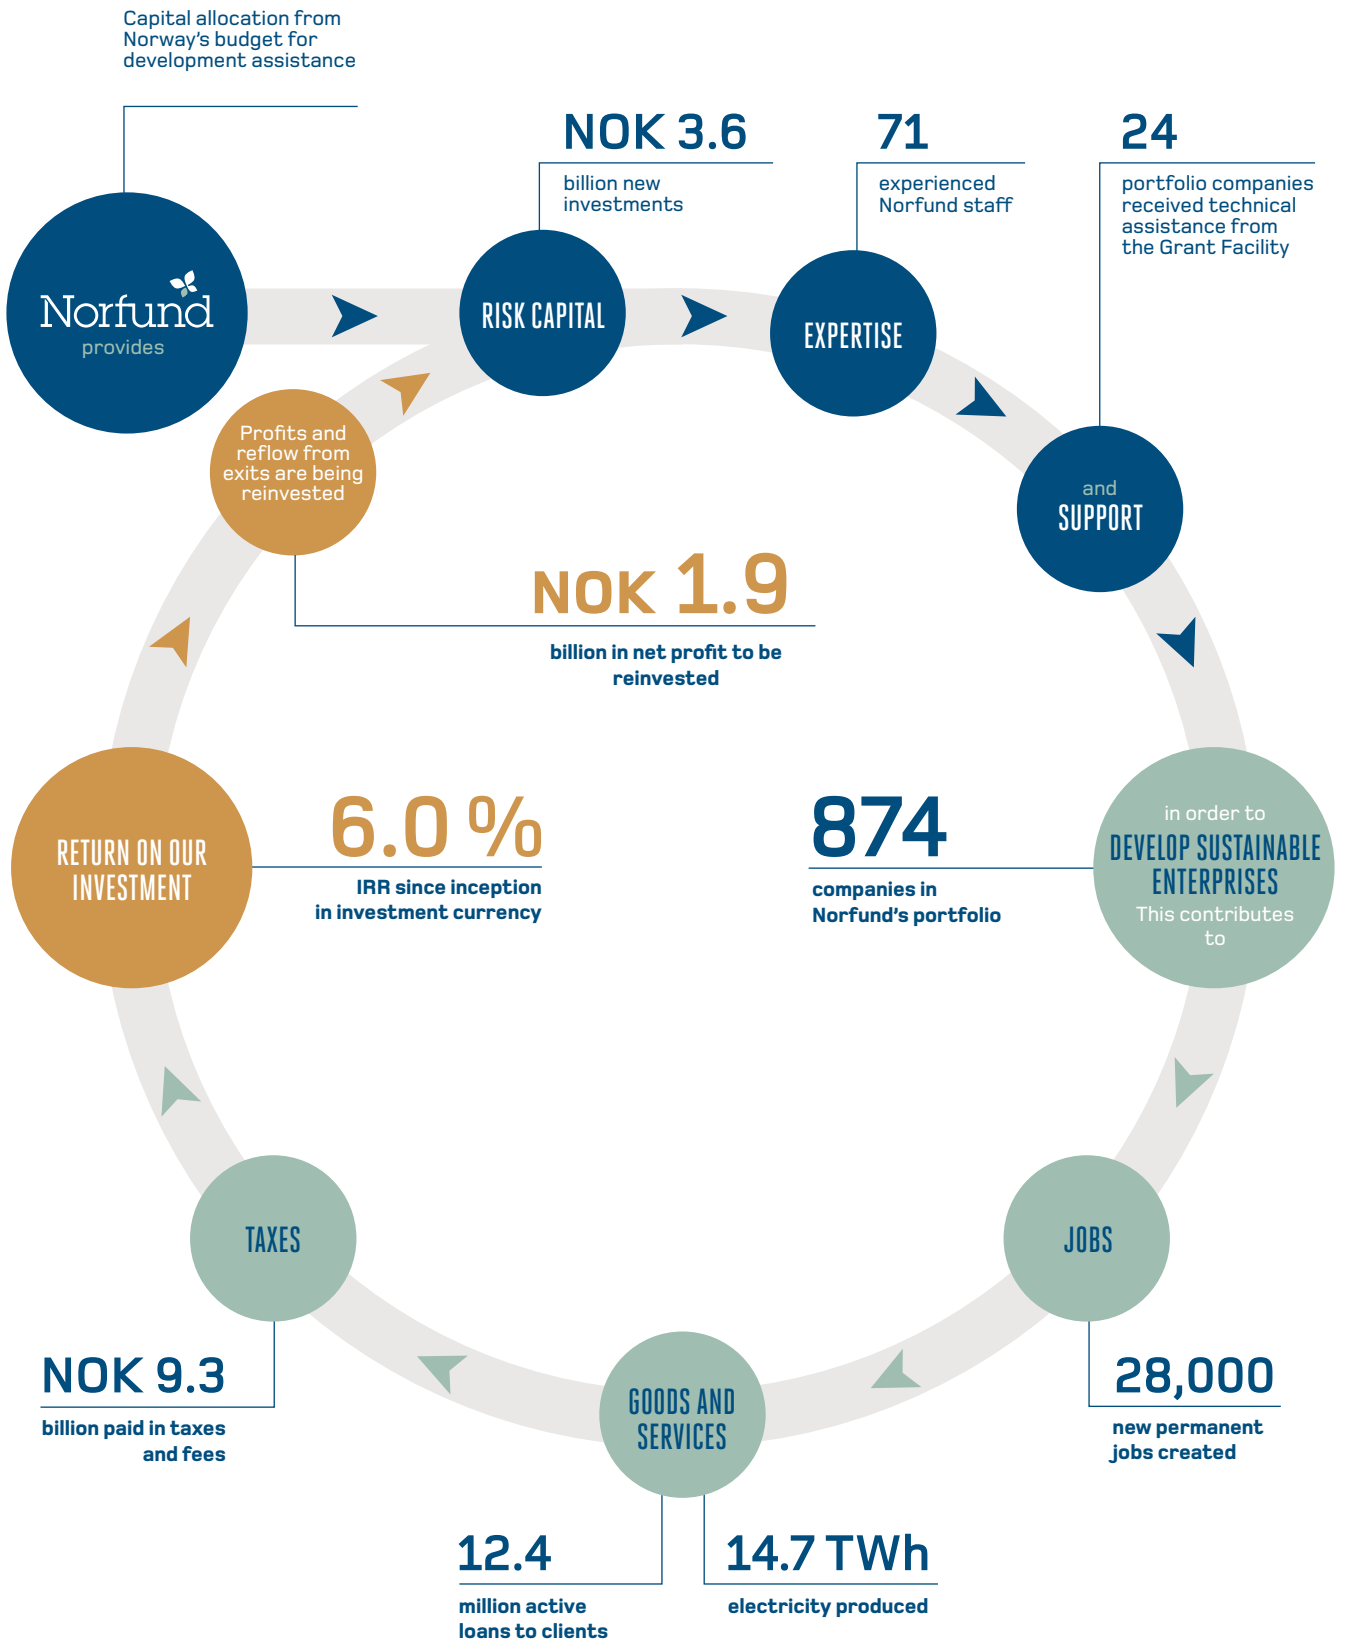 Capital allocation from
Norway's budget for
development assistance
Norfund
provides
NOK 3.6
billion new
investments
RISK CAPITAL
71
experienced
Norfund staff
EXPERTISE
24
portfolio companies
received technical
assistance from
the Grant Facility
and
SUPPORT
Profits and
reflow from
exits are being
reinvested
NOK 1.9
billion in net profit to be
reinvested
RETURN ON OUR
INVESTMENT
6.0 %
IRR since inception
in investment currency
874
companies in
Norfund's portfolio
in order to
DEVELOP SUSTAINABLE
ENTERPRISES
This contributes
to
JOBS
28,000
new permanent
jobs created
GOODS AND
SERVICES
12.4
million active
loans to clients
14.7 TWh
electricity produced
TAXES
NOK 9.3
billion paid in taxes
and fees